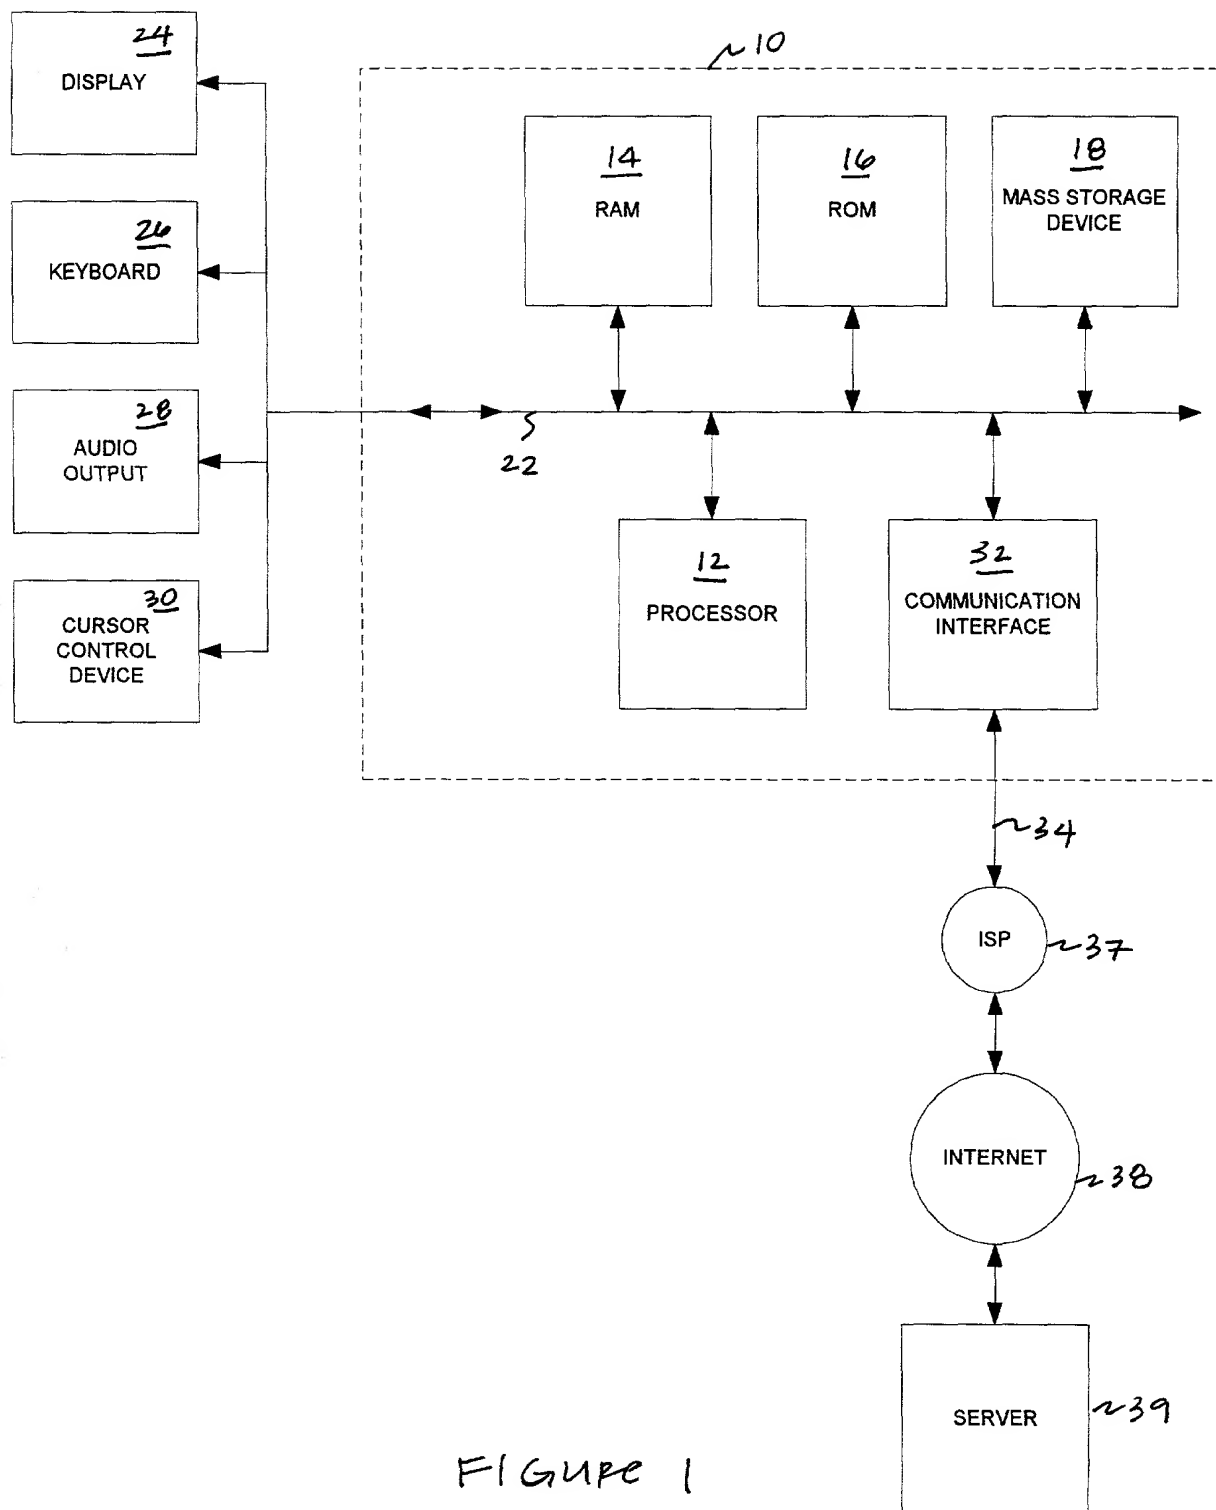 24
DISPLAY
26
KEYBOARD
28
AUDIO
OUTPUT
30
CURSOR
CONTROL
DEVICE
10
14
RAM
16
ROM
18
MASS STORAGE
DEVICE
22
12
PROCESSOR
32
COMMUNICATION
INTERFACE
34
ISP
37
INTERNET
38
SERVER
39
FIGURE 1